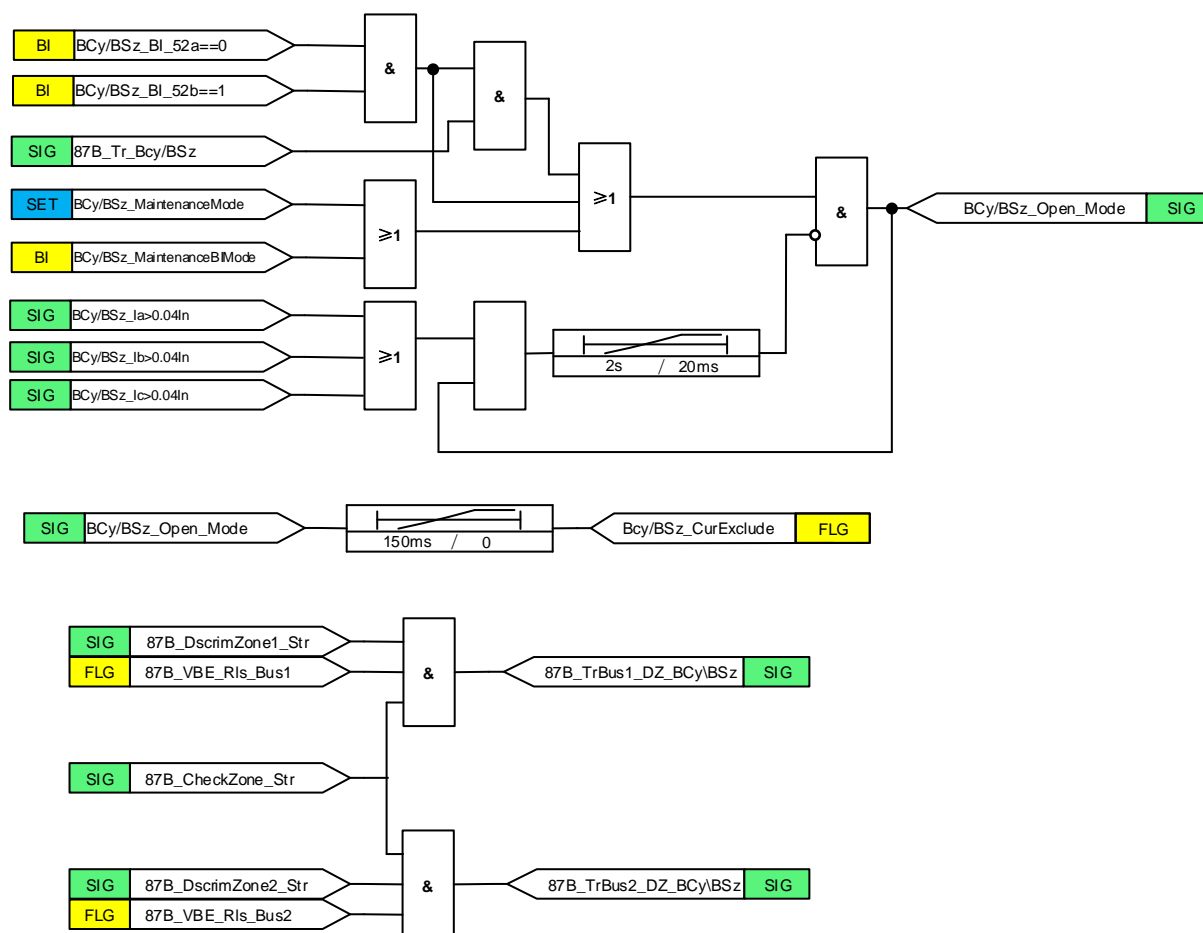 BI BCy/BSz_BI_52a==0
BI BCy/BSz_BI_52b==1
&
&
SIG 87B_Tr_Bcy/BSz
SET BCy/BSz_MaintenanceMode
BI BCy/BSz_MaintenanceBIMode
≥1
≥1
&
BCy/BSz_Open_Mode SIG
SIG BCy/BSz_Ia>0.04In
SIG BCy/BSz_Ib>0.04In
SIG BCy/BSz_Ic>0.04In
≥1
2s / 20ms
SIG BCy/BSz_Open_Mode
150ms / 0
Bcy/BSz_CurExclude FLG
SIG 87B_DscrimZone1_Str
FLG 87B_VBE_Rls_Bus1
&
87B_TrBus1_DZ_BCy\BSz SIG
SIG 87B_CheckZone_Str
SIG 87B_DscrimZone2_Str
FLG 87B_VBE_Rls_Bus2
&
87B_TrBus2_DZ_BCy\BSz SIG